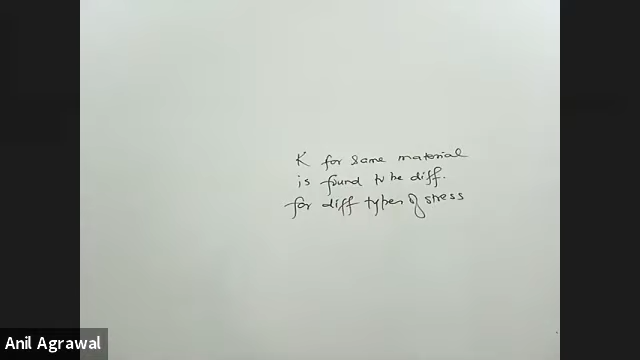 K for same material
is found to be diff.
for diff types of stress
Anil Agrawal